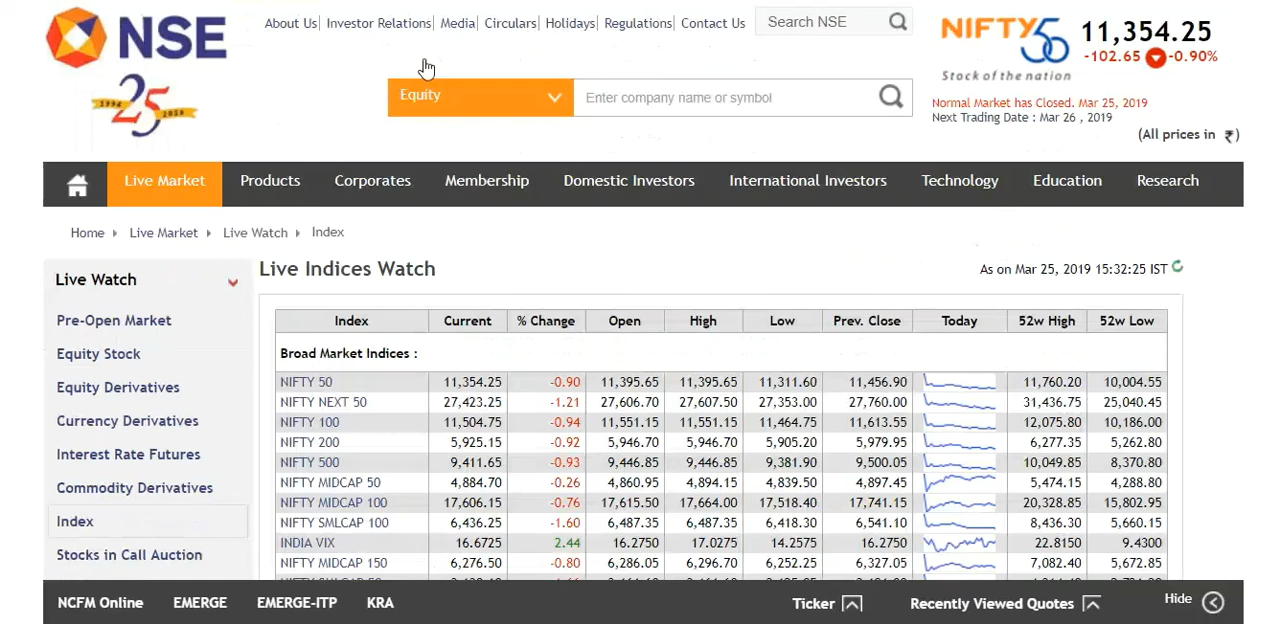 NSE
1994 25 2019
About Us| Investor Relations| Media| Circulars| Holidays| Regulations| Contact Us
Search NSE
NIFTY50
Stock of the nation
11,354.25
-102.65 -0.90%
Equity
Enter company name or symbol
Normal Market has Closed. Mar 25, 2019
Next Trading Date : Mar 26 , 2019
(All prices in ₹)
Live Market Products Corporates Membership Domestic Investors International Investors Technology Education Research
Home Live Market Live Watch Index
Live Watch
Pre-Open Market
Equity Stock
Equity Derivatives
Currency Derivatives
Interest Rate Futures
Commodity Derivatives
Index
Stocks in Call Auction
Live Indices Watch
As on Mar 25, 2019 15:32:25 IST
Index Current % Change Open High Low Prev. Close Today 52w High 52w Low
Broad Market Indices :
NIFTY 50 11,354.25 -0.90 11,395.65 11,395.65 11,311.60 11,456.90 11,760.20 10,004.55
NIFTY NEXT 50 27,423.25 -1.21 27,606.70 27,607.50 27,353.00 27,760.00 31,436.75 25,040.45
NIFTY 100 11,504.75 -0.94 11,551.15 11,551.15 11,464.75 11,613.55 12,075.80 10,186.00
NIFTY 200 5,925.15 -0.92 5,946.70 5,946.70 5,905.20 5,979.95 6,277.35 5,262.80
NIFTY 500 9,411.65 -0.93 9,446.85 9,446.85 9,381.90 9,500.05 10,049.85 8,370.80
NIFTY MIDCAP 50 4,884.70 -0.26 4,860.95 4,894.15 4,839.50 4,897.45 5,474.15 4,288.80
NIFTY MIDCAP 100 17,606.15 -0.76 17,615.50 17,664.00 17,518.40 17,741.15 20,328.85 15,802.95
NIFTY SMLCAP 100 6,436.25 -1.60 6,487.35 6,487.35 6,418.30 6,541.10 8,436.30 5,660.15
INDIA VIX 16.6725 2.44 16.2750 17.0275 14.2575 16.2750 22.8150 9.4300
NIFTY MIDCAP 150 6,276.50 -0.80 6,286.05 6,296.70 6,252.25 6,327.05 7,082.40 5,672.85
NCFM Online EMERGE EMERGE-ITP KRA Ticker Recently Viewed Quotes Hide